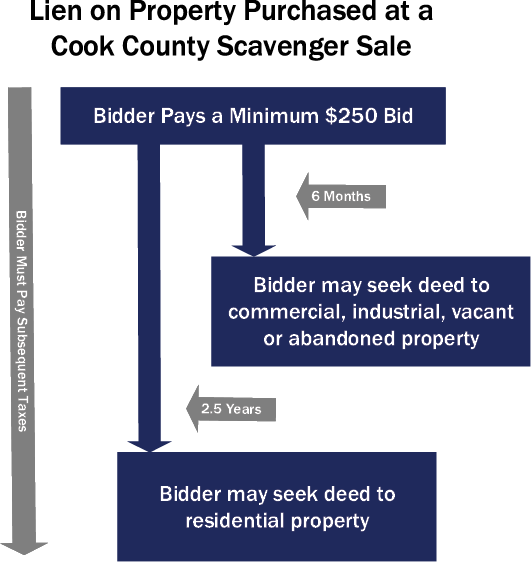 Lien on Property Purchased at a
Cook County Scavenger Sale
Bidder Pays a Minimum $250 Bid
6 Months
Bidder Must Pay Subsequent Taxes
Bidder may seek deed to
commercial, industrial, vacant
or abandoned property
2.5 Years
Bidder may seek deed to
residential property